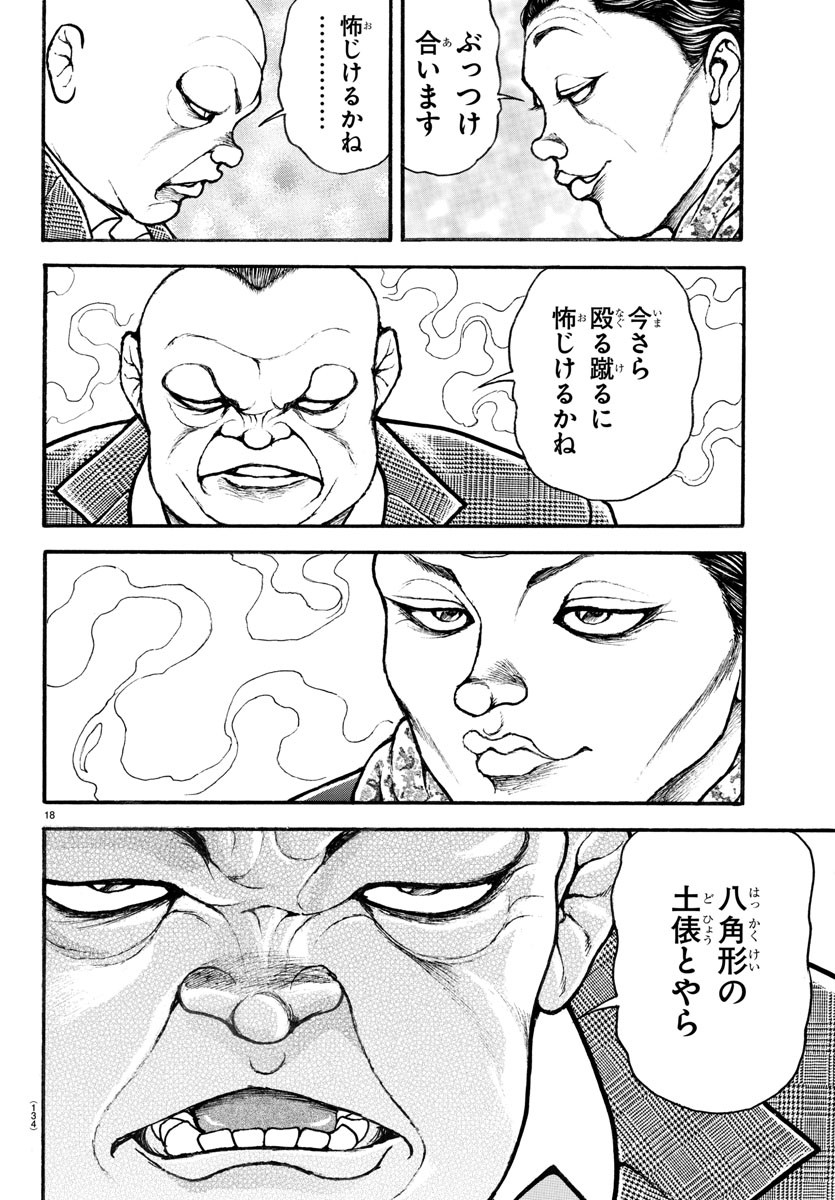 ぶっつけ
合います
怖じけるかね
…………
今さら
殴る蹴るに
怖じけるかね
18
八角形の
土俵とやら
(134)